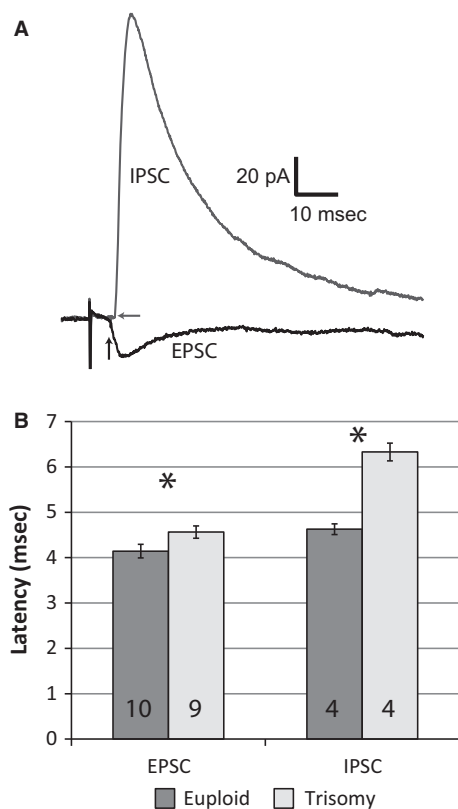 A
IPSC
20 pA
10 msec
EPSC
B
7
6
5
4
3
2
1
0
Latency (msec)
*
*
10
9
4
4
EPSC
IPSC
Euploid
Trisomy